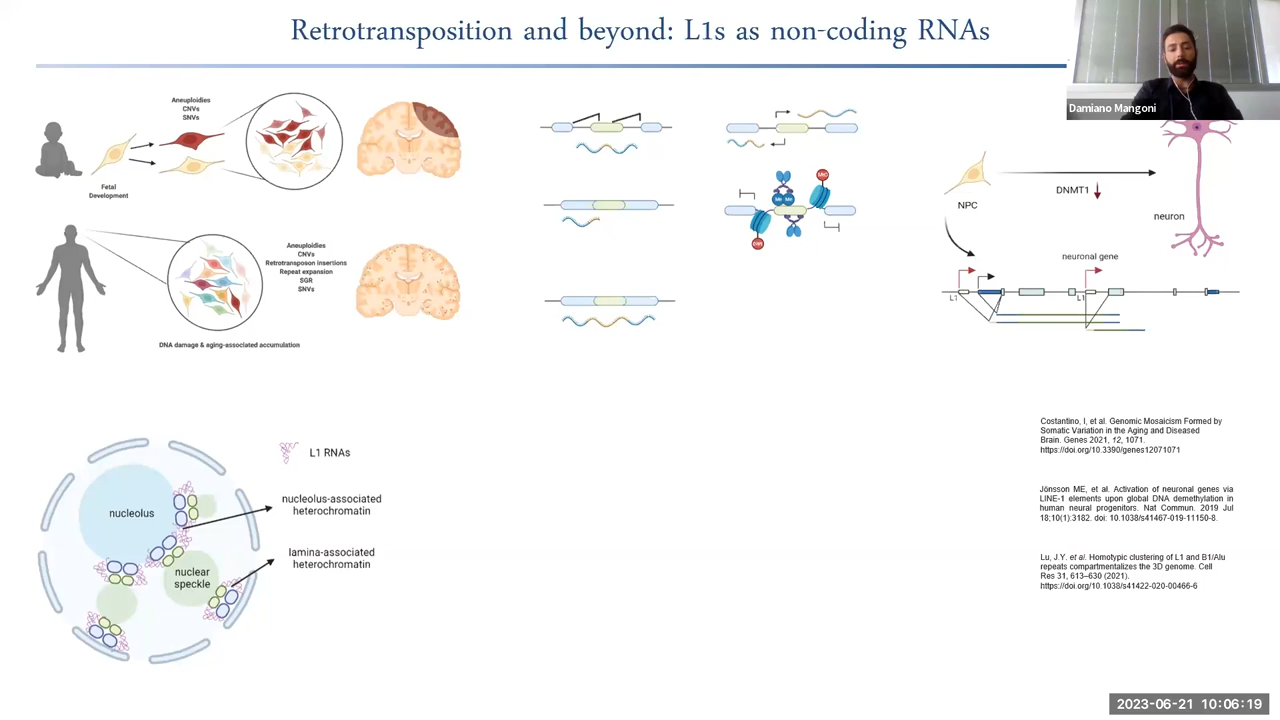 Retrotransposition and beyond: L1s as non-coding RNAs
Damiano Mangoni
Aneuploidies
CNVs
SNVs
Fetal
Development
Aneuploidies
CNVs
Retrotransposon insertions
Repeat expansion
SGR
SNVs
DNA damage & aging-associated accumulation
Me Me
NPC
DNMT1
neuron
neuronal gene
L1
L1
L1 RNAs
nucleolus
nucleolus-associated
heterochromatin
lamina-associated
heterochromatin
nuclear
speckle
Costantino, I, et al. Genomic Mosaicism Formed by
Somatic Variation in the Aging and Diseased
Brain. Genes 2021, 12, 1071.
https://doi.org/10.3390/genes12071071
Jönsson ME, et al. Activation of neuronal genes via
LINE-1 elements upon global DNA demethylation in
human neural progenitors. Nat Commun. 2019 Jul
18;10(1):3182. doi: 10.1038/s41467-019-11150-8.
Lu, J.Y. et al. Homotypic clustering of L1 and B1/Alu
repeats compartmentalizes the 3D genome. Cell
Res 31, 613–630 (2021).
https://doi.org/10.1038/s41422-020-00466-6
2023-06-21 10:06:19